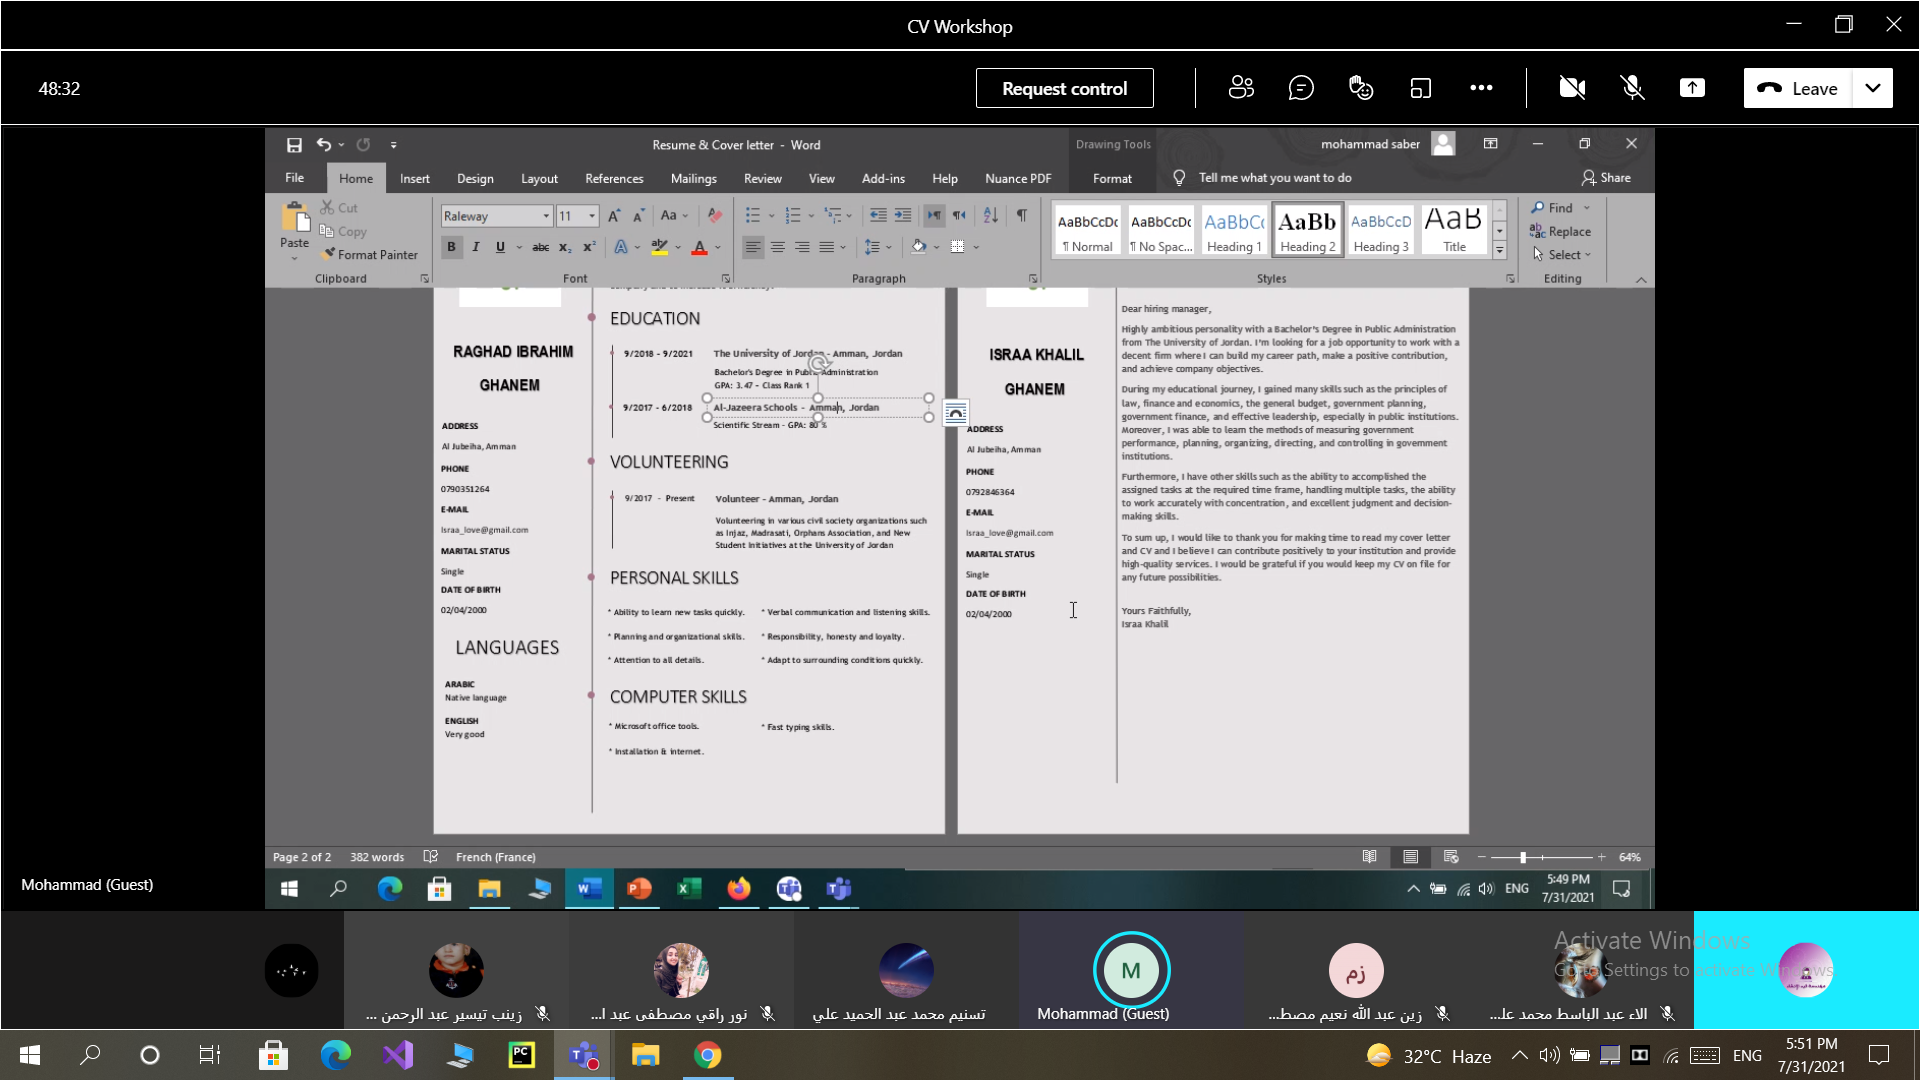 CV Workshop
48:32
Request control
Leave
Resume & Cover letter - Word
Drawing Tools
mohammad saber
File
Home
Insert
Design
Layout
References
Mailings
Review
View
Add-ins
Help
Nuance PDF
Format
Tell me what you want to do
Share
Paste
Cut
Copy
Format Painter
Clipboard
Raleway
11
Font
Paragraph
AaBbCcDc
¶ Normal
AaBbCcDc
¶ No Spac...
AaBbCc
Heading 1
AaBb
Heading 2
AaBbCcD
Heading 3
AaB
Title
Styles
Find
Replace
Select
Editing
RAGHAD IBRAHIM
GHANEM
ADDRESS
Al Jubeiha, Amman
PHONE
0790351264
E-MAIL
Israa_love@gmail.com
MARITAL STATUS
Single
DATE OF BIRTH
02/04/2000
LANGUAGES
ARABIC
Native language
ENGLISH
Very good
EDUCATION
9/2018 - 9/2021
The University of Jordan - Amman, Jordan
Bachelor's Degree in Public Administration
GPA: 3.47 - Class Rank 1
9/2017 - 6/2018
Al-Jazeera Schools - Amman, Jordan
Scientific Stream - GPA: 80 %
VOLUNTEERING
9/2017 - Present
Volunteer - Amman, Jordan
Volunteering in various civil society organizations such
as Injaz, Madrasati, Orphans Association, and New
Student Initiatives at the University of Jordan
PERSONAL SKILLS
* Ability to learn new tasks quickly.
* Verbal communication and listening skills.
* Planning and organizational skills.
* Responsibility, honesty and loyalty.
* Attention to all details.
* Adapt to surrounding conditions quickly.
COMPUTER SKILLS
* Microsoft office tools.
* Fast typing skills.
* Installation & internet.
ISRAA KHALIL
GHANEM
ADDRESS
Al Jubeiha, Amman
PHONE
0792846364
E-MAIL
Israa_love@gmail.com
MARITAL STATUS
Single
DATE OF BIRTH
02/04/2000
Dear hiring manager,
Highly ambitious personality with a Bachelor's Degree in Public Administration
from The University of Jordan. I'm looking for a job opportunity to work with a
decent firm where I can build my career path, make a positive contribution,
and achieve company objectives.
During my educational journey, I gained many skills such as the principles of
law, finance and economics, the general budget, government planning,
government finance, and effective leadership, especially in public institutions.
Moreover, I was able to learn the methods of measuring government
performance, planning, organizing, directing, and controlling in government
institutions.
Furthermore, I have other skills such as the ability to accomplished the
assigned tasks at the required time frame, handling multiple tasks, the ability
to work accurately with concentration, and excellent judgment and decision-
making skills.
To sum up, I would like to thank you for making time to read my cover letter
and CV and I believe I can contribute positively to your institution and provide
high-quality services. I would be grateful if you would keep my CV on file for
any future possibilities.
Yours Faithfully,
Israa Khalil
Page 2 of 2
382 words
French (France)
64%
Mohammad (Guest)
ENG
5:49 PM
7/31/2021
زينب تيسير عبد الرحمن ...
نور راقي مصطفى عبد ا...
تسنيم محمد عبد الحميد علي
M
Mohammad (Guest)
زم
زين عبد الله نعيم مصط...
الاء عبد الباسط محمد علـ...
Activate Windows
Go to Settings to activate Windows.
PC
32°C Haze
ENG
5:51 PM
7/31/2021